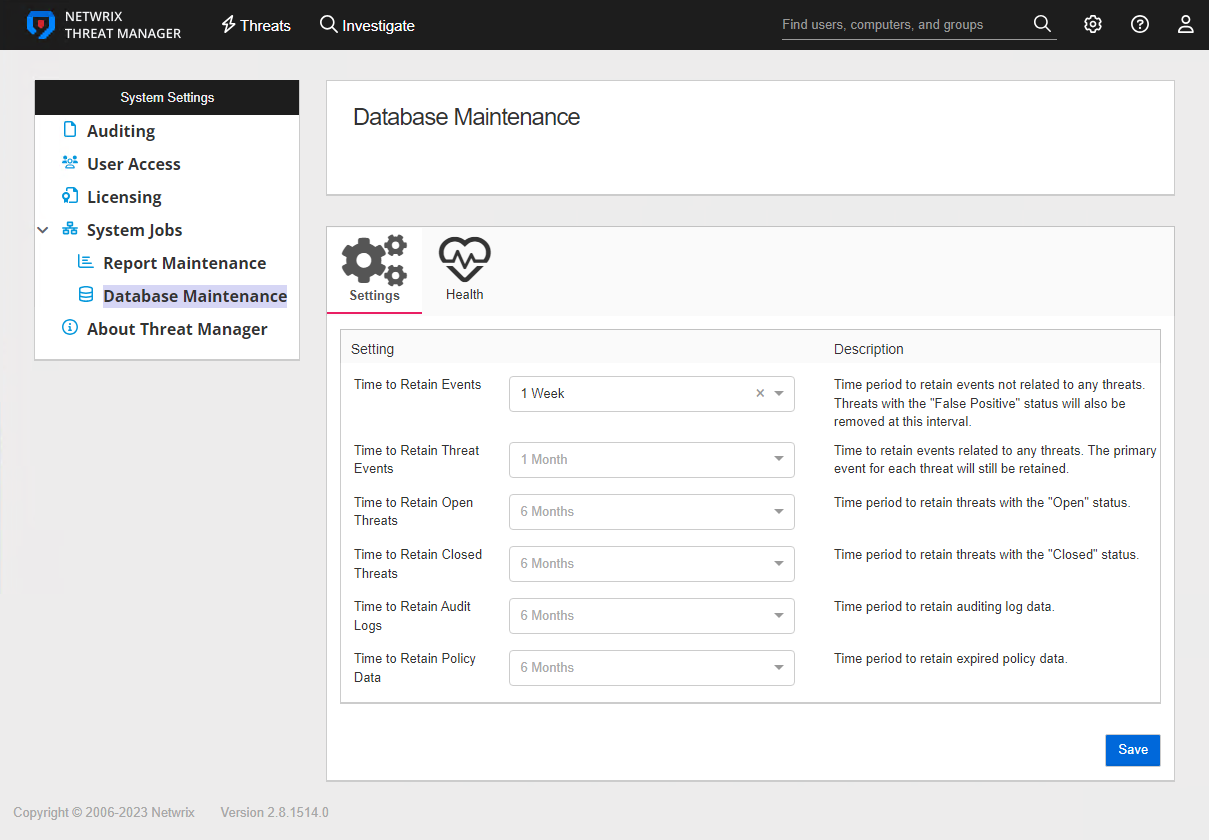 NETWRIX
THREAT MANAGER
Threats
Investigate
Find users, computers, and groups
System Settings
Auditing
User Access
Licensing
System Jobs
Report Maintenance
Database Maintenance
About Threat Manager
Database Maintenance
Settings
Health
Setting
Description
Time to Retain Events
1 Week
Time period to retain events not related to any threats.
Threats with the "False Positive" status will also be
removed at this interval.
Time to Retain Threat
Events
1 Month
Time to retain events related to any threats. The primary
event for each threat will still be retained.
Time to Retain Open
Threats
6 Months
Time period to retain threats with the "Open" status.
Time to Retain Closed
Threats
6 Months
Time period to retain threats with the "Closed" status.
Time to Retain Audit
Logs
6 Months
Time period to retain auditing log data.
Time to Retain Policy
Data
6 Months
Time period to retain expired policy data.
Save
Copyright © 2006-2023 Netwrix
Version 2.8.1514.0